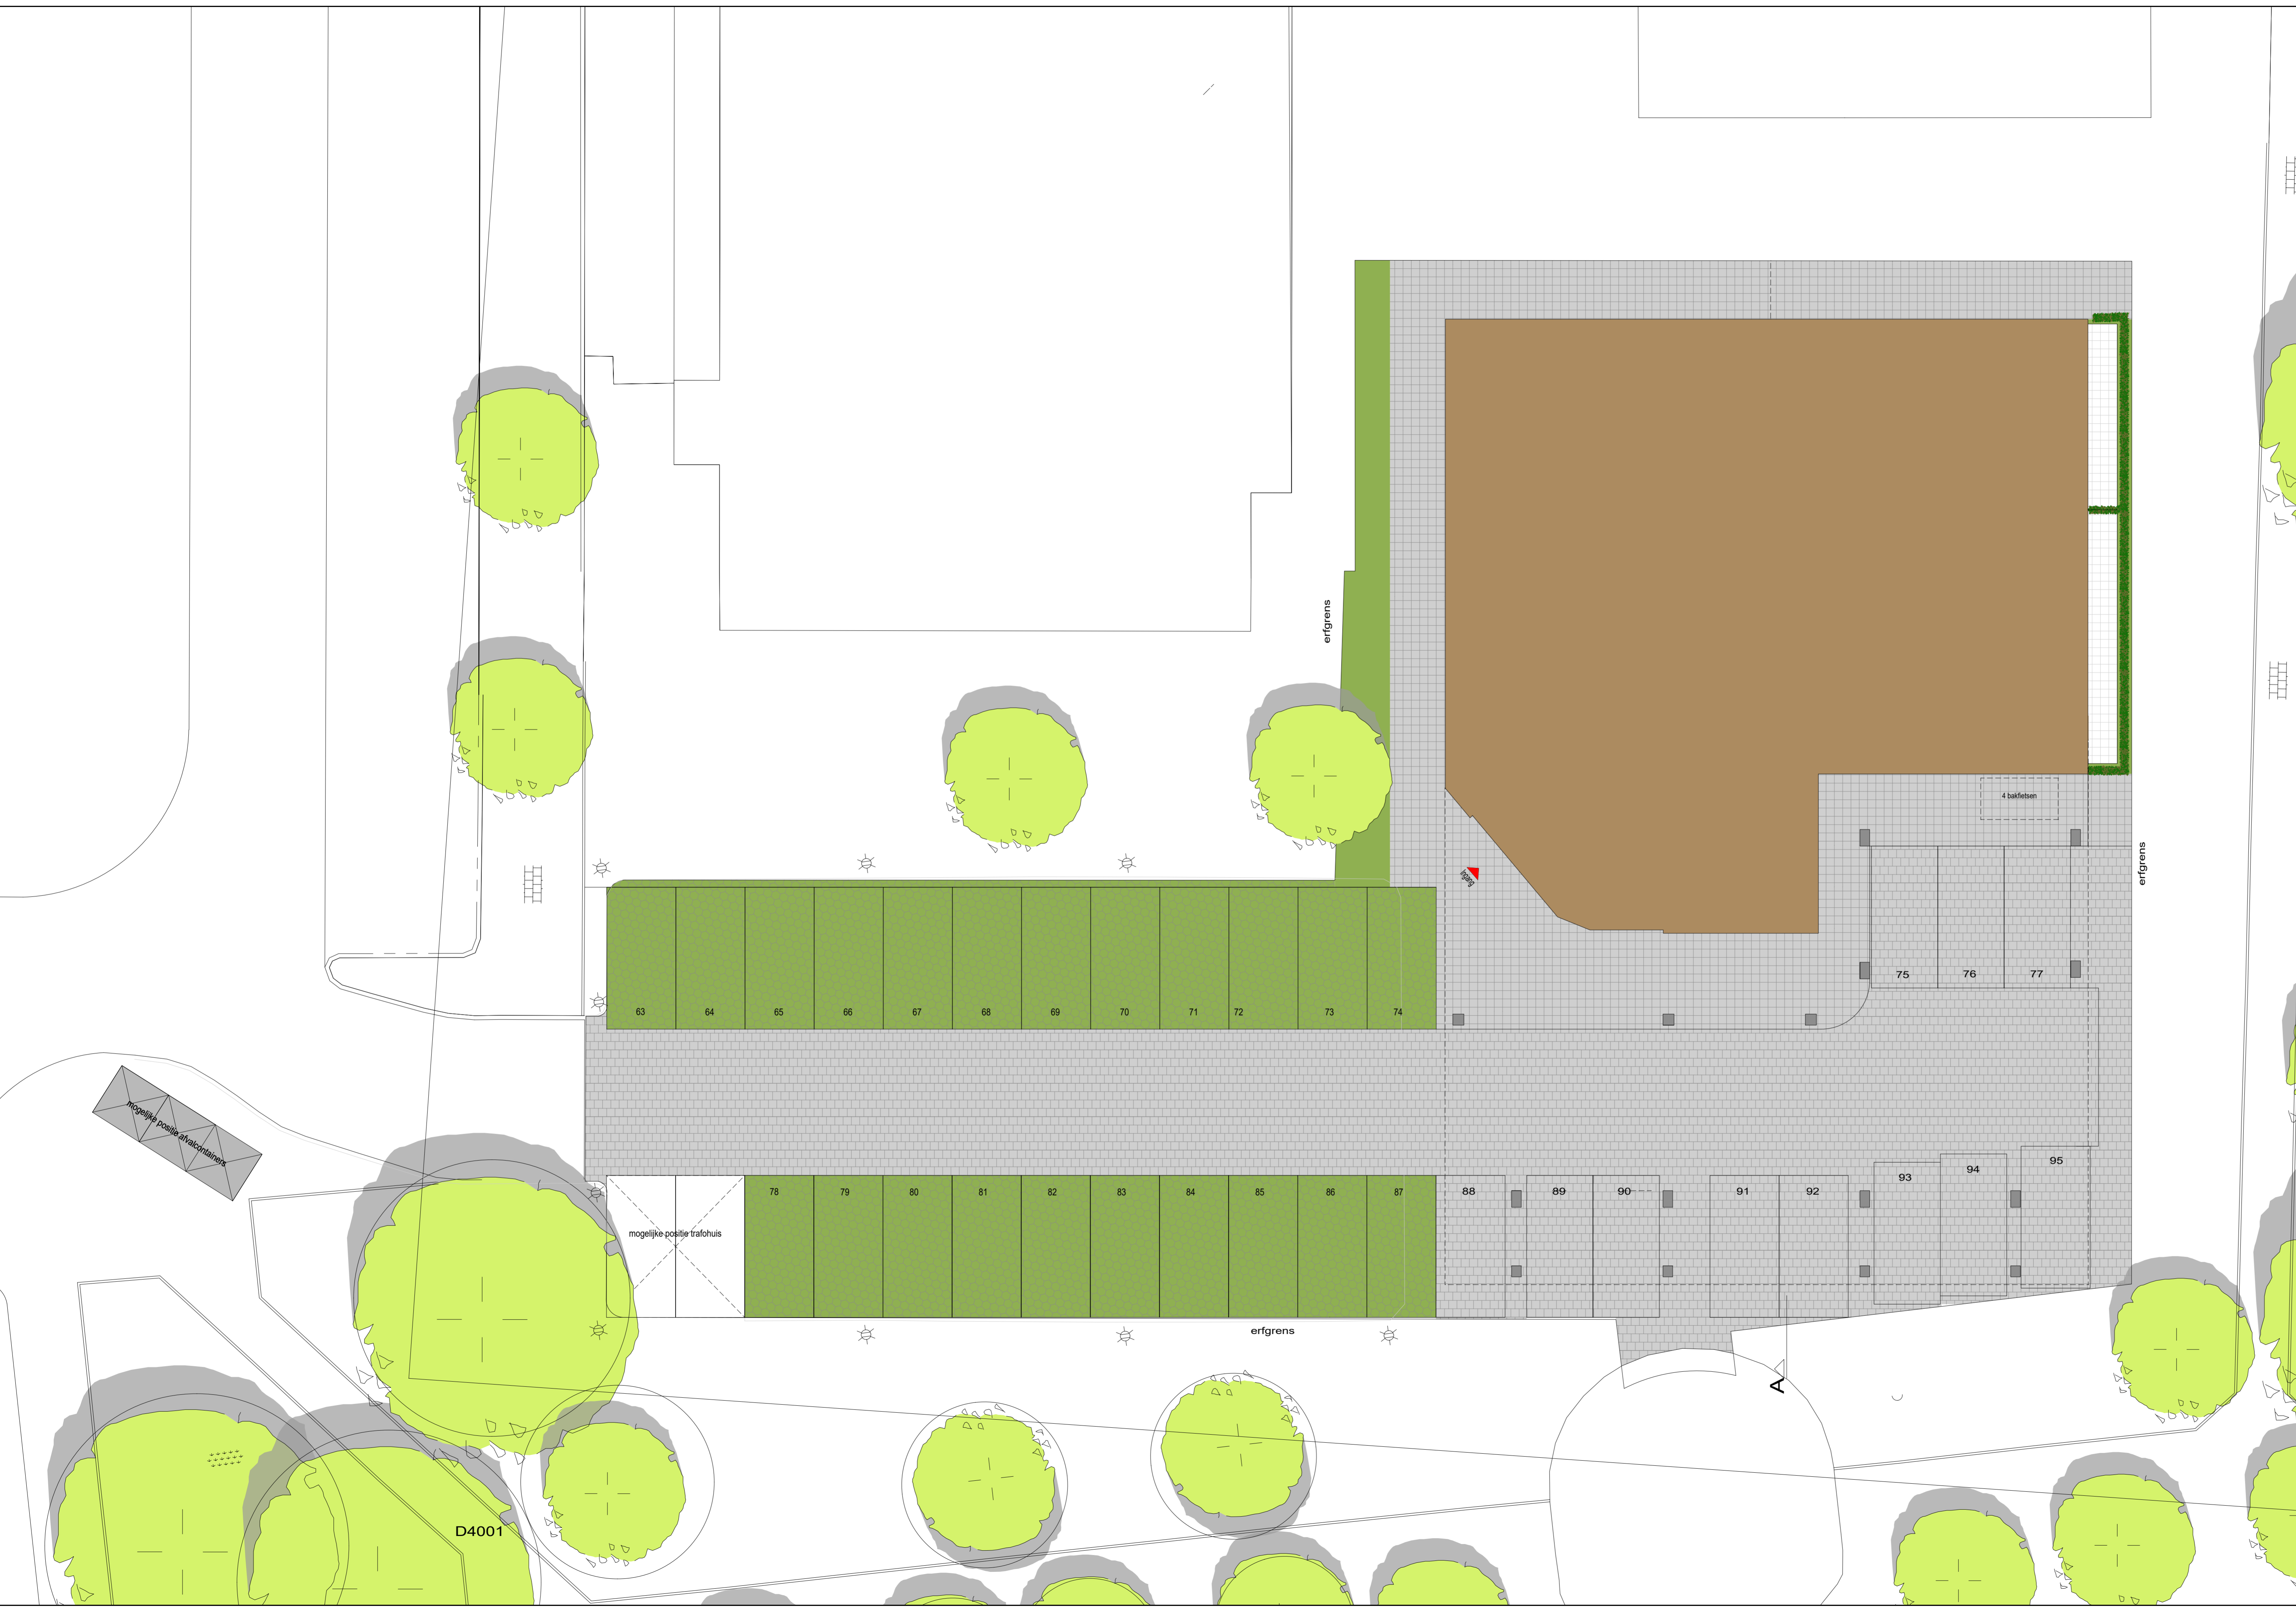 erfgrens
4 bakfietsen
erfgrens
Ingang
63 64 65 66 67 68 69 70 71 72 73 74
75 76 77
mogelijke positie afvalcontainers
78 79 80 81 82 83 84 85 86 87 88 89 90 91 92 93 94 95
mogelijke positie trafohuis
erfgrens
A
D4001